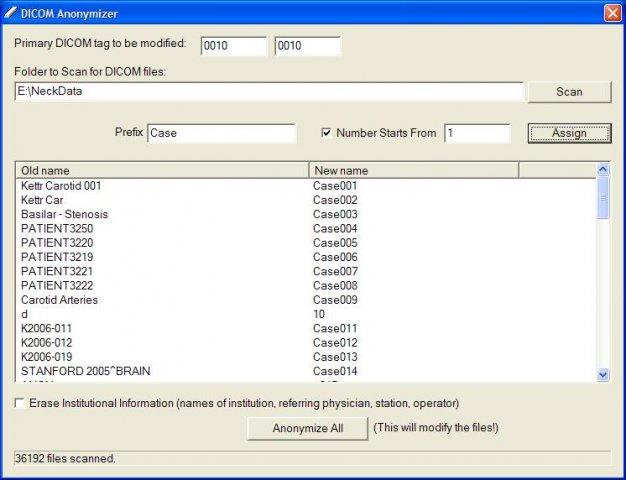 DICOM Anonymizer
Primary DICOM tag to be modified: 0010 0010
Folder to Scan for DICOM files:
E:\NeckData Scan
Prefix Case Number Starts From 1 Assign
Old name New name
Kettr Carotid 001 Case001
Kettr Car Case002
Basilar - Stenosis Case003
PATIENT3250 Case004
PATIENT3220 Case005
PATIENT3219 Case006
PATIENT3221 Case007
PATIENT3222 Case008
Carotid Arteries Case009
d 10
K2006-011 Case011
K2006-012 Case012
K2006-019 Case013
STANFORD 2005^BRAIN Case014
Erase Institutional Information (names of institution, referring physician, station, operator)
Anonymize All (This will modify the files!)
36192 files scanned.